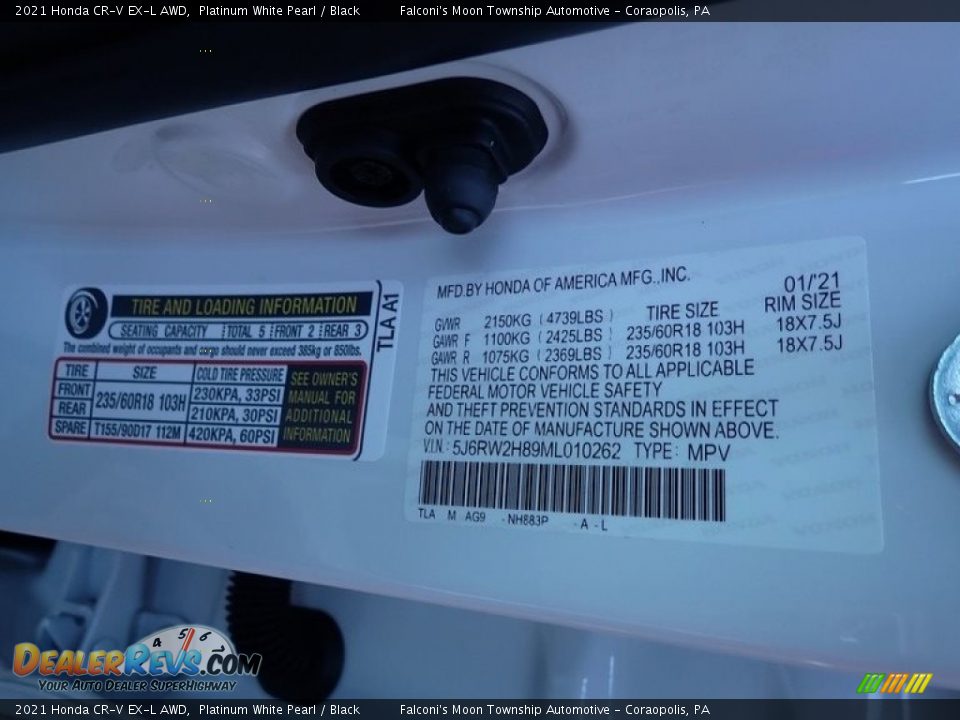 2021 Honda CR-V EX-L AWD, Platinum White Pearl / Black Falconi's Moon Township Automotive - Coraopolis, PA
TIRE AND LOADING INFORMATION
SEATING CAPACITY TOTAL 5 FRONT 2 REAR 3
The combined weight of occupants and cargo should never exceed 385kg or 850lbs.
TIRE SIZE COLD TIRE PRESSURE
FRONT 235/60R18 103H 230KPA, 33PSI
REAR 210KPA, 30PSI
SPARE T155/90D17 112M 420KPA, 60PSI
SEE OWNER'S
MANUAL FOR
ADDITIONAL
INFORMATION
TLA A1
MFD.BY HONDA OF AMERICA MFG.,INC. 01/'21
TIRE SIZE RIM SIZE
GVWR 2150KG (4739LBS)
GAWR F 1100KG (2425LBS) 235/60R18 103H 18X7.5J
GAWR R 1075KG (2369LBS) 235/60R18 103H 18X7.5J
THIS VEHICLE CONFORMS TO ALL APPLICABLE
FEDERAL MOTOR VEHICLE SAFETY
AND THEFT PREVENTION STANDARDS IN EFFECT
ON THE DATE OF MANUFACTURE SHOWN ABOVE.
V.I.N.: 5J6RW2H89ML010262 TYPE: MPV
TLA M AG9 -NH883P -A-L
4 5 6
DEALERREVS.COM
YOUR AUTO DEALER SUPERHIGHWAY
2021 Honda CR-V EX-L AWD, Platinum White Pearl / Black Falconi's Moon Township Automotive - Coraopolis, PA